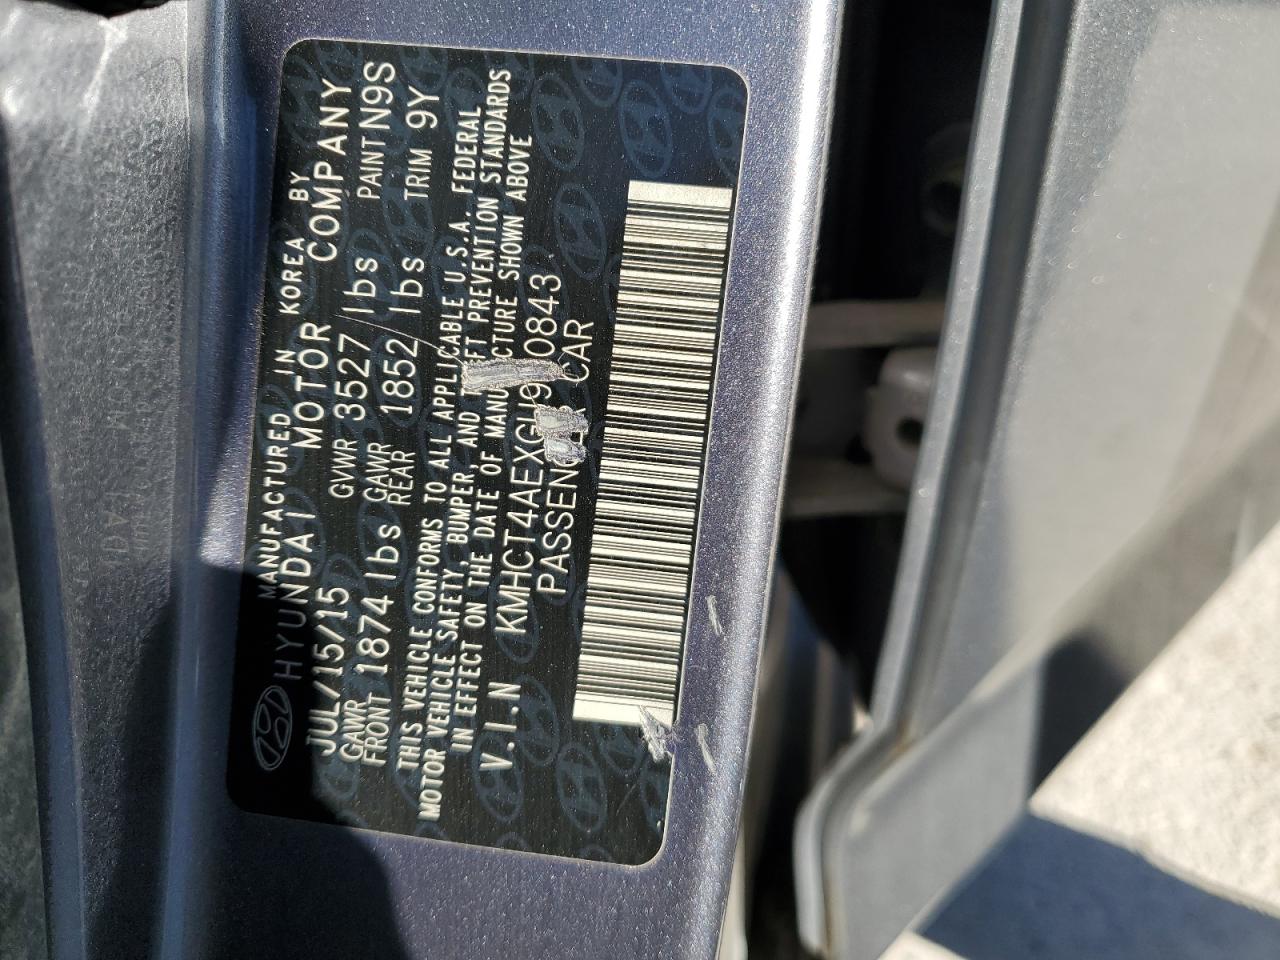 MANUFACTURED IN KOREA BY
HYUNDAI MOTOR COMPANY
JUL/15/15 GVWR 3527 lbs PAINT N9S
GAWR FRONT 1874 lbs GAWR REAR 1852 lbs TRIM 9Y
THIS VEHICLE CONFORMS TO ALL APPLICABLE U.S.A. FEDERAL
MOTOR VEHICLE SAFETY, BUMPER, AND THEFT PREVENTION STANDARDS
IN EFFECT ON THE DATE OF MANUFACTURE SHOWN ABOVE
V.I.N
PASSENGER CAR